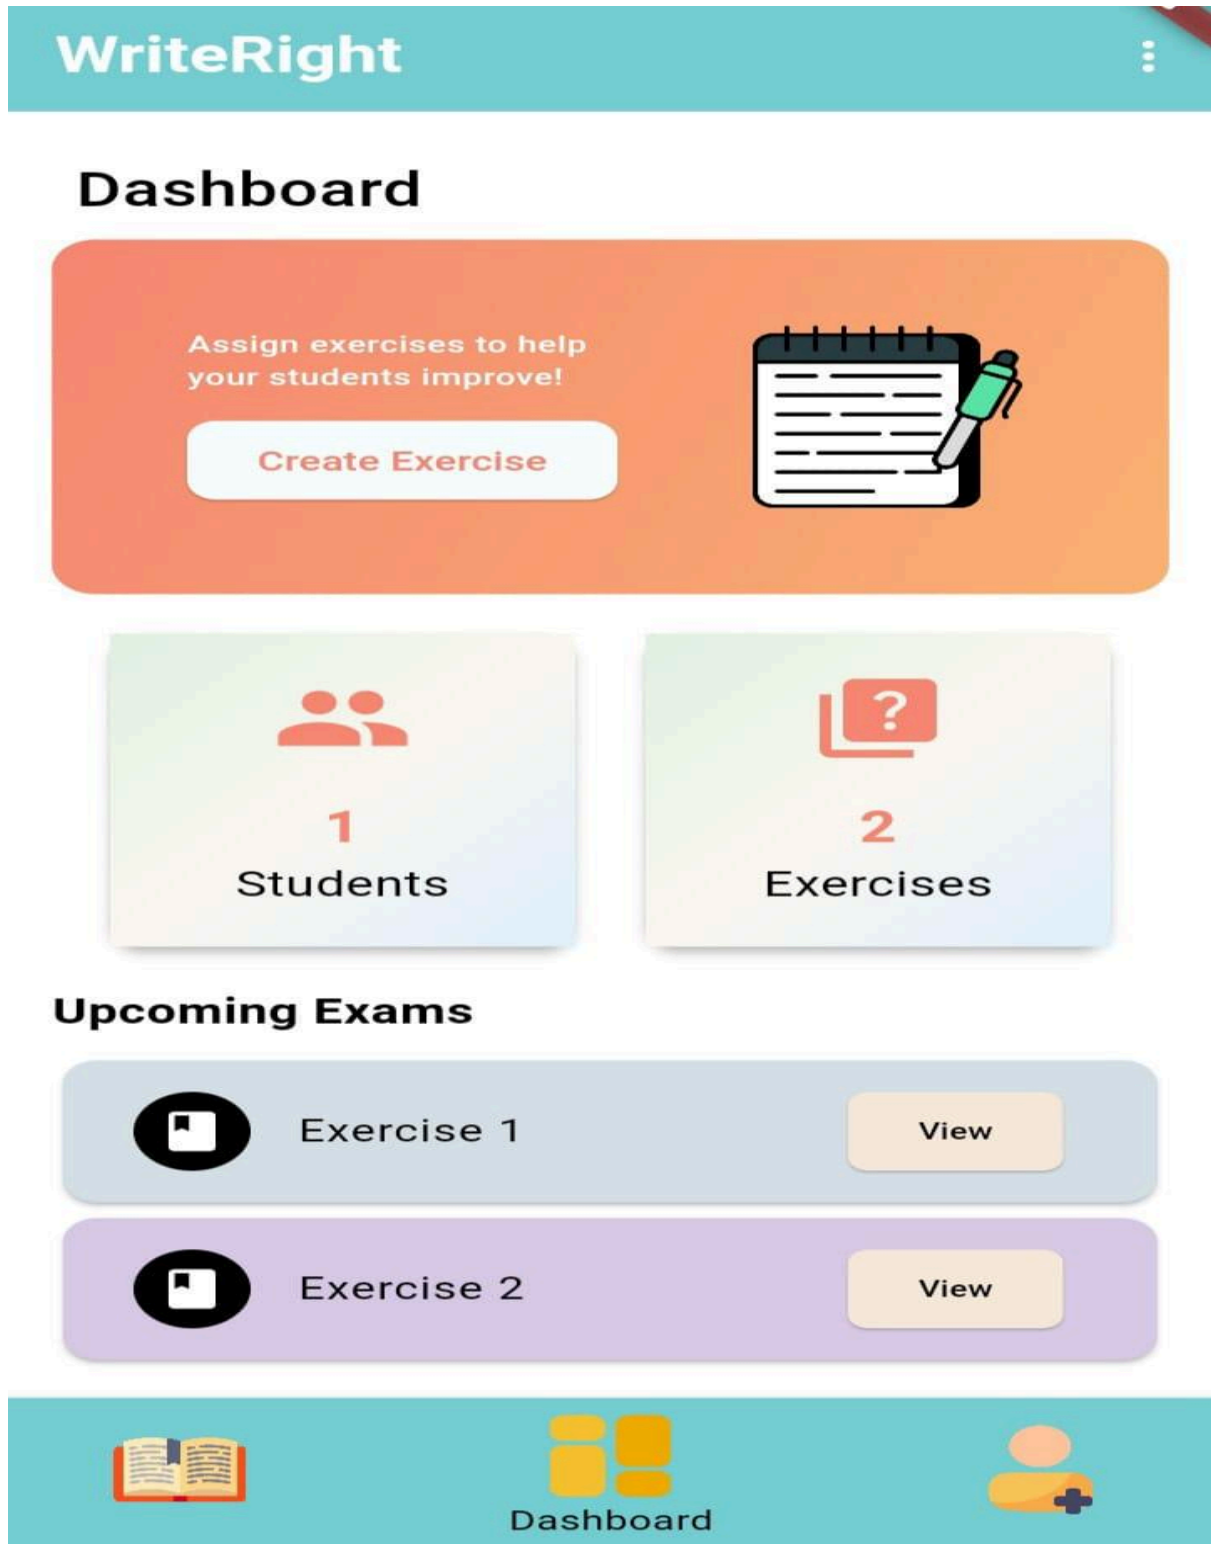 WriteRight
Dashboard
Assign exercises to help
your students improve!
Create Exercise
?
1
Students
2
Exercises
Upcoming Exams
Exercise 1
View
Exercise 2
View
Dashboard